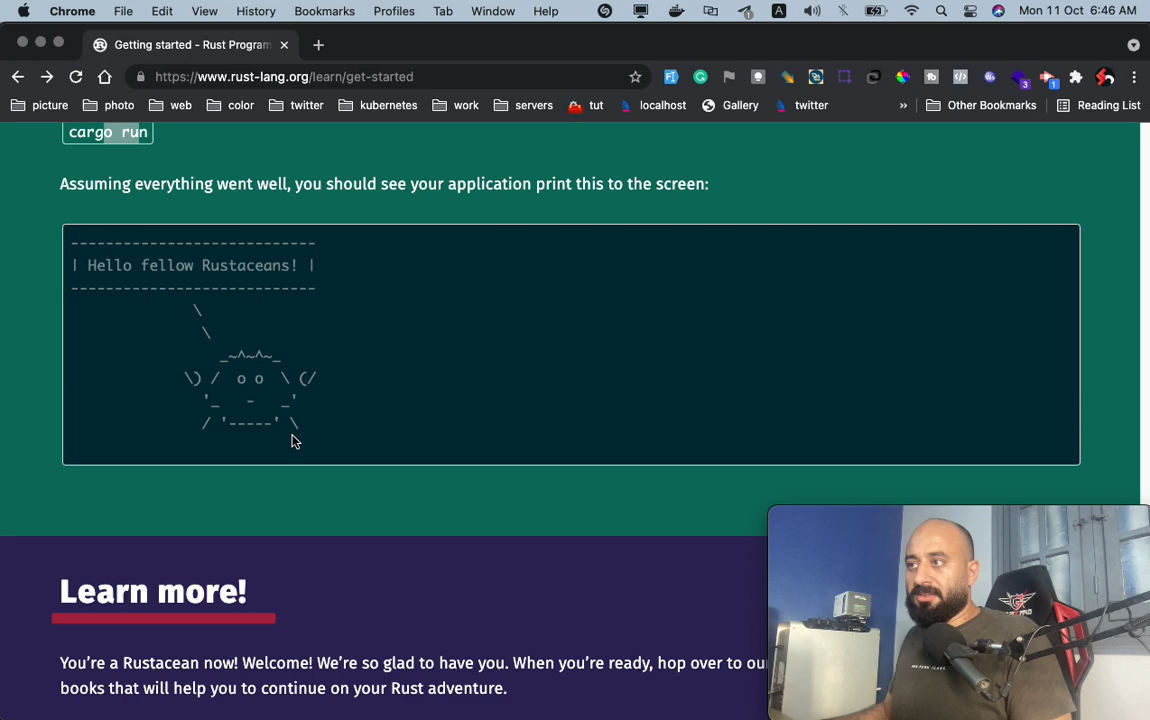 Chrome File Edit View History Bookmarks Profiles Tab Window Help A Mon 11 Oct 6:46 AM
Getting started - Rust Program
https://www.rust-lang.org/learn/get-started
3 1
picture photo web color twitter kubernetes work servers tut localhost Gallery twitter » Other Bookmarks Reading List
cargo run
Assuming everything went well, you should see your application print this to the screen:
----------------------------
| Hello fellow Rustaceans! |
----------------------------
              \
               \
                 _~^~^~_
             \) /  o o  \ (/
               '_   -   _'
               / '-----' \
Learn more!
You're a Rustacean now! Welcome! We're so glad to have you. When you're ready, hop over to our
books that will help you to continue on your Rust adventure.